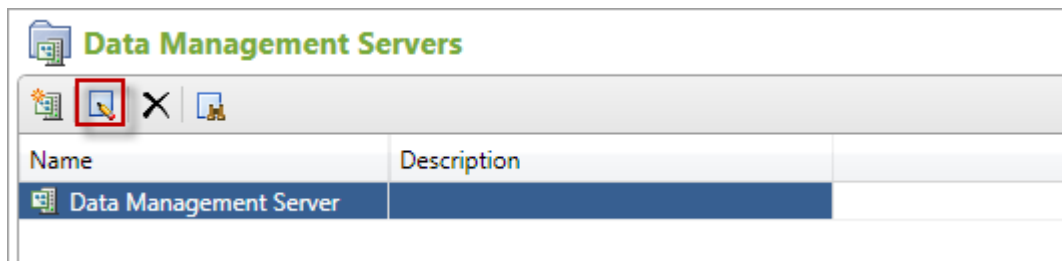 Data Management Servers
Name Description
Data Management Server